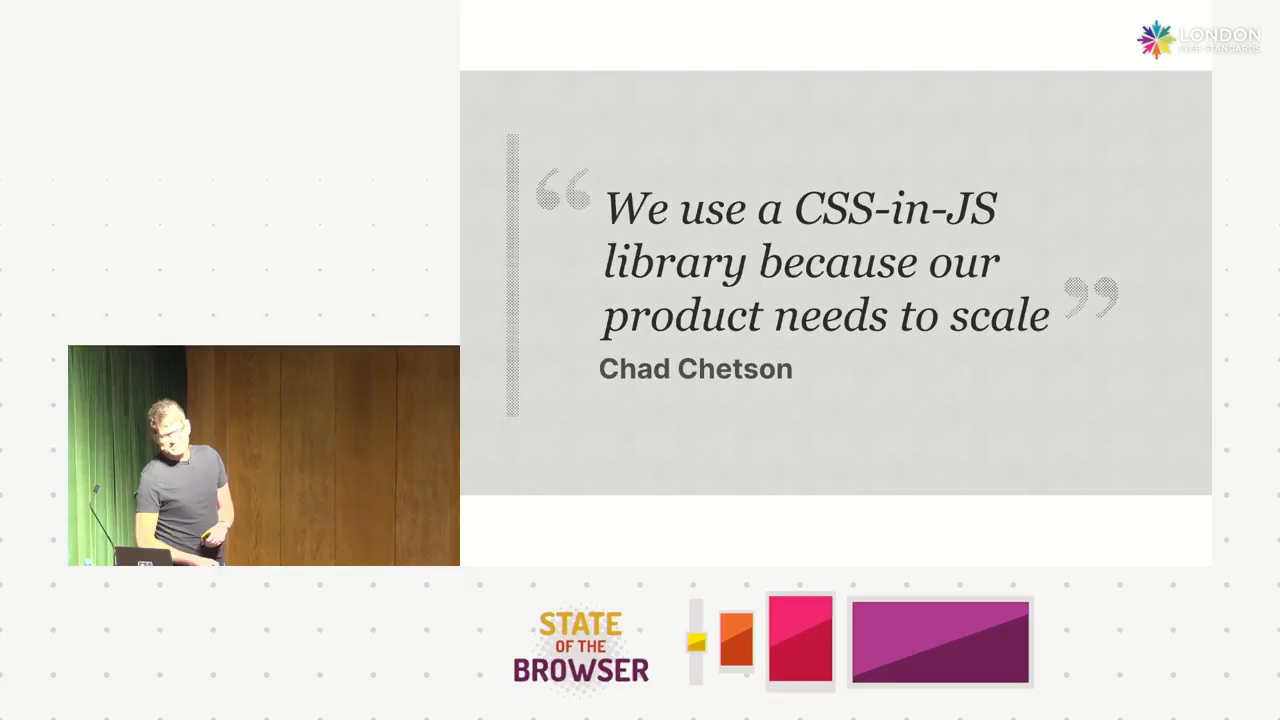 LONDON
WEB STANDARDS
“We use a CSS-in-JS
library because our
product needs to scale”
Chad Chetson
STATE
OF THE
BROWSER